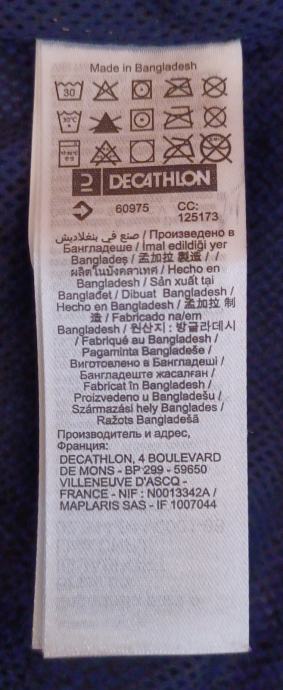 Made in Bangladesh
30
30°C
DECATHLON
60975 CC:
125173
صنع في بنغلاديش / Произведено в
Бангладеше / İmal edildiği yer
Bangladeş / 孟加拉 製造 / /
ผลิตในบังคลาเทศ / Hecho en
Bangladesh / Sản xuất tại
Bangladet / Dibuat Bangladesh /
Hecho en Bangladesh / 孟加拉 制
造 / Fabricado na/em
Bangladesh / 원산지 : 방글라데시
/ Fabriqué au Bangladesh /
Pagaminta Bangladeše /
Виготовлено в Бангладеші /
Бангладеште жасалған /
Fabricat în Bangladesh /
Proizvedeno u Bangladešu /
Származási hely Banglades /
Ražots Bangladešā
Производитель и адрес,
Франция:
DECATHLON, 4 BOULEVARD
DE MONS - BP 299 - 59650
VILLENEUVE D'ASCQ -
FRANCE - NIF : N0013342A /
MAPLARIS SAS - IF 1007044